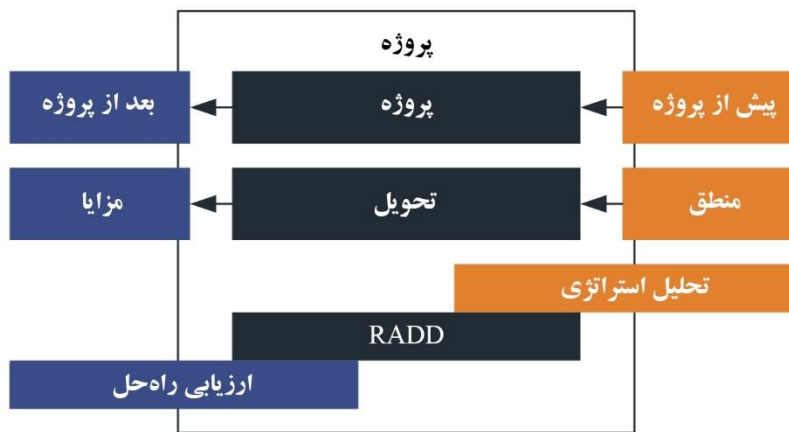 پروژه
پیش از پروژه
پروژه
بعد از پروژه
منطق
تحویل
مزایا
تحلیل استراتژی
RADD
ارزیابی راه‌حل